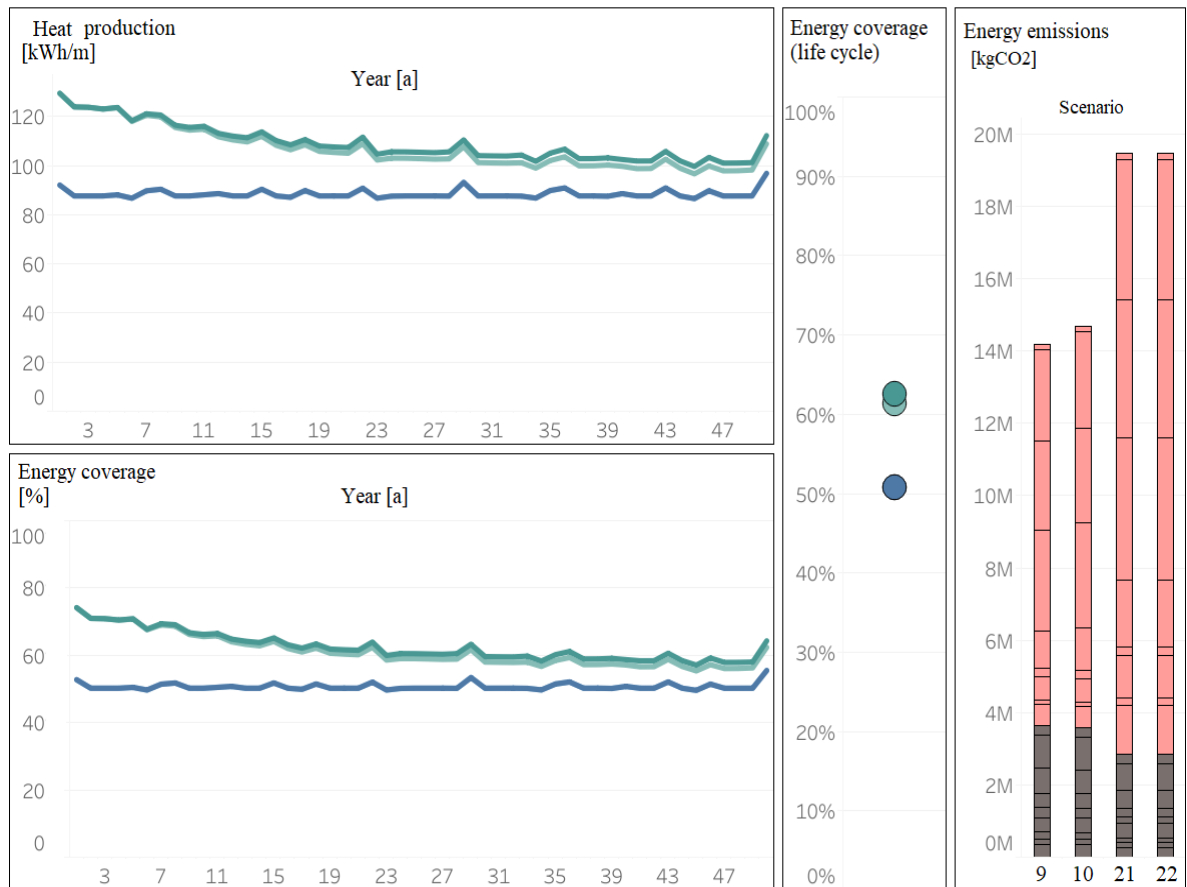 Heat production
[kWh/m]
Year [a]
120
100
80
60
40
20
0
3 7 11 15 19 23 27 31 35 39 43 47
Energy coverage
[%]
Year [a]
100
80
60
40
20
0
3 7 11 15 19 23 27 31 35 39 43 47
Energy coverage
(life cycle)
100%
90%
80%
70%
60%
50%
40%
30%
20%
10%
0%
Energy emissions
[kgCO2]
Scenario
20M
18M
16M
14M
12M
10M
8M
6M
4M
2M
0M
9 10 21 22